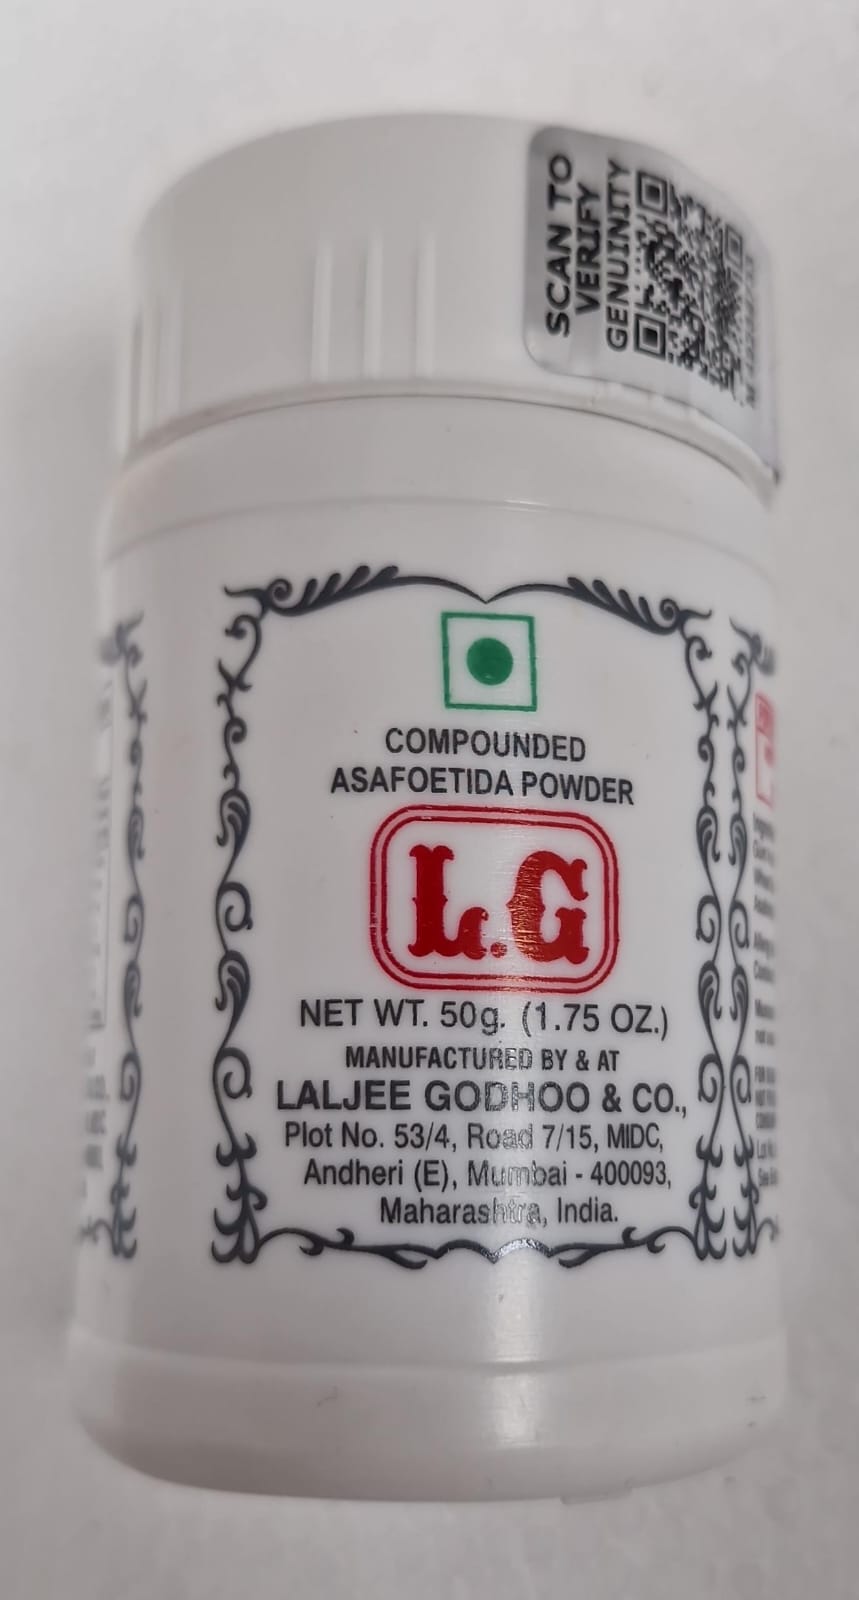 SCAN TO
VERIFY
GENUINITY
COMPOUNDED
ASAFOETIDA POWDER
L.G
NET WT. 50g. (1.75 OZ.)
MANUFACTURED BY & AT
LALJEE GODHOO & CO.,
Plot No. 53/4, Road 7/15, MIDC,
Andheri (E), Mumbai - 400093,
Maharashtra, India.